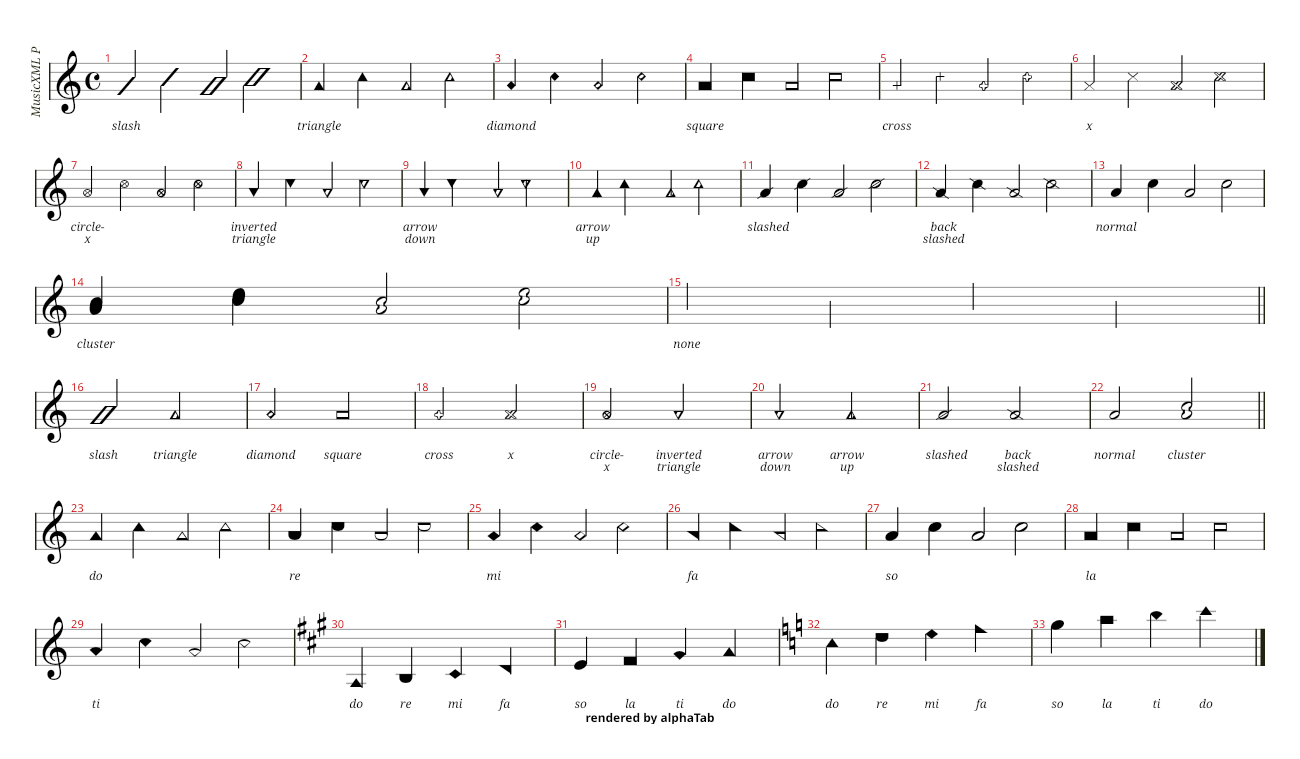 MusicXML P
1 2 3 4 5 6
slash triangle diamond square cross x
7 8 9 10 11 12 13
circle- inverted arrow arrow slashed back normal
x triangle down up slashed
14 15
cluster none
16 17 18 19 20 21 22
slash triangle diamond square cross x circle- inverted arrow arrow slashed back normal cluster
x triangle down up slashed
23 24 25 26 27 28
do re mi fa so la
29 30 31 32 33
ti do re mi fa so la ti do do re mi fa so la ti do
rendered by alphaTab